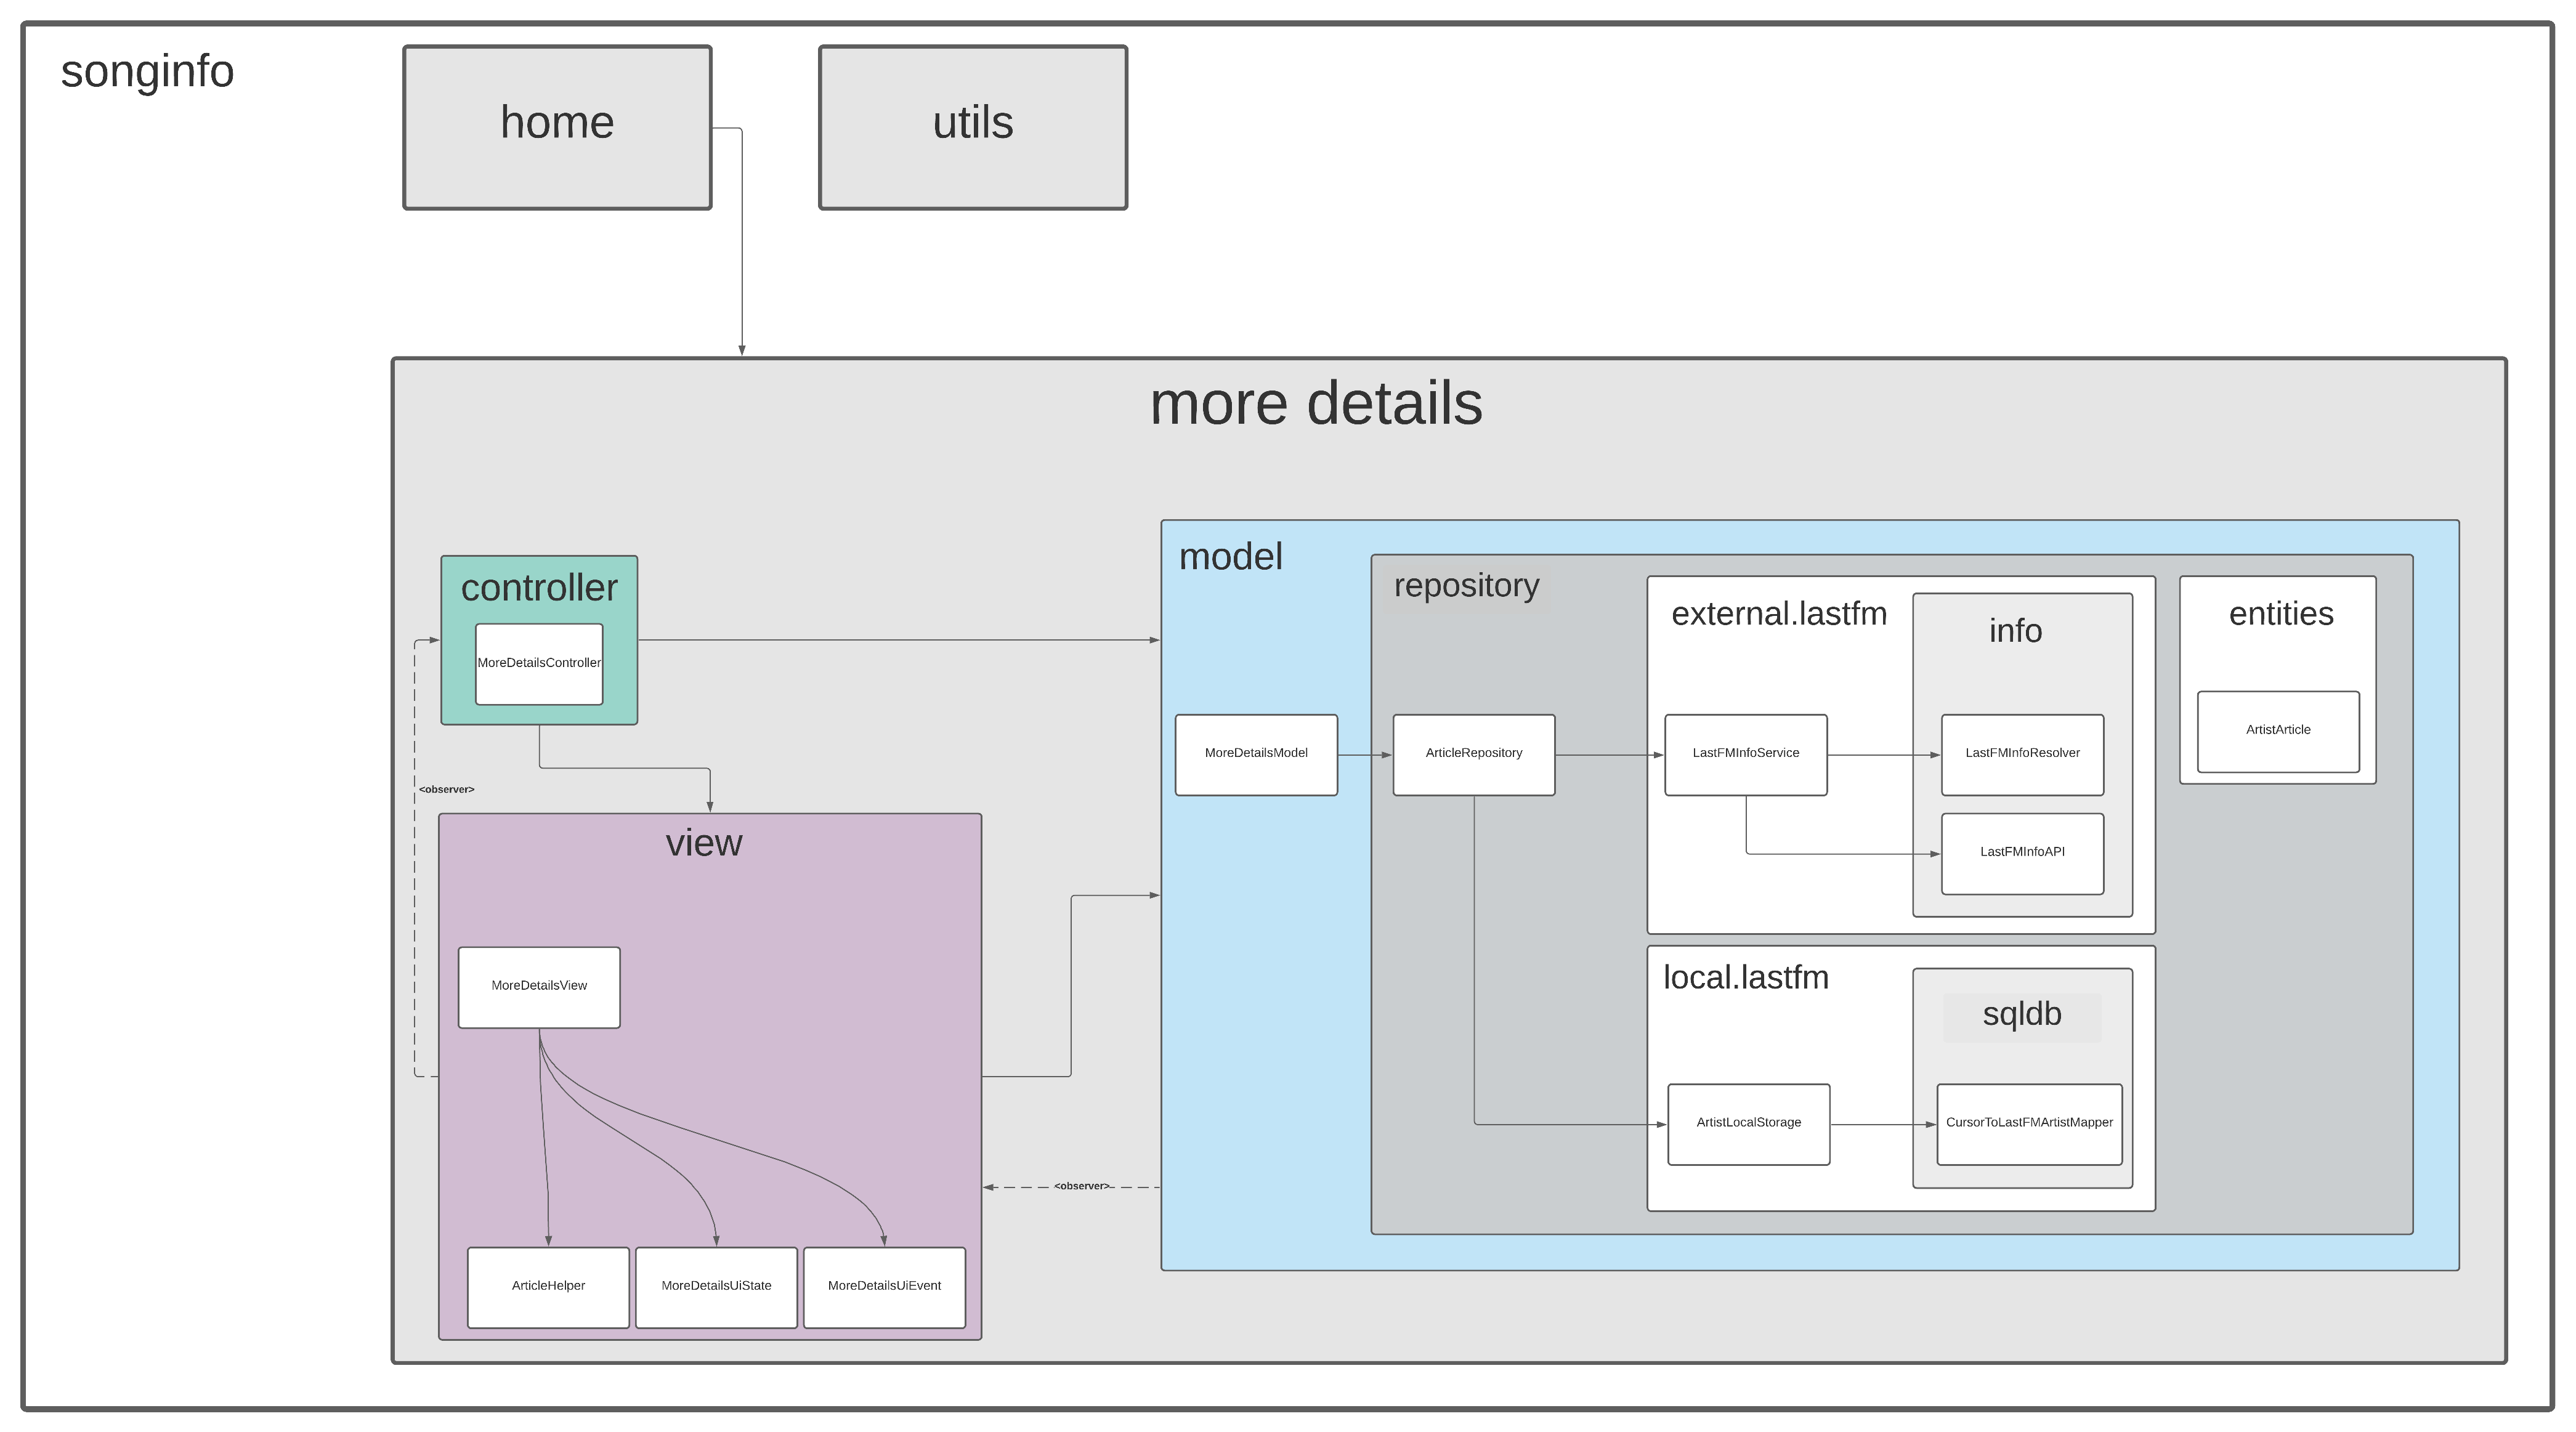 songinfo
home
utils
more details
controller
MoreDetailsController
<observer>
view
MoreDetailsView
ArticleHelper
MoreDetailsUiState
MoreDetailsUiEvent
<observer>
model
MoreDetailsModel
repository
ArticleRepository
external.lastfm
LastFMInfoService
info
LastFMInfoResolver
LastFMInfoAPI
entities
ArtistArticle
local.lastfm
ArtistLocalStorage
sqldb
CursorToLastFMArtistMapper